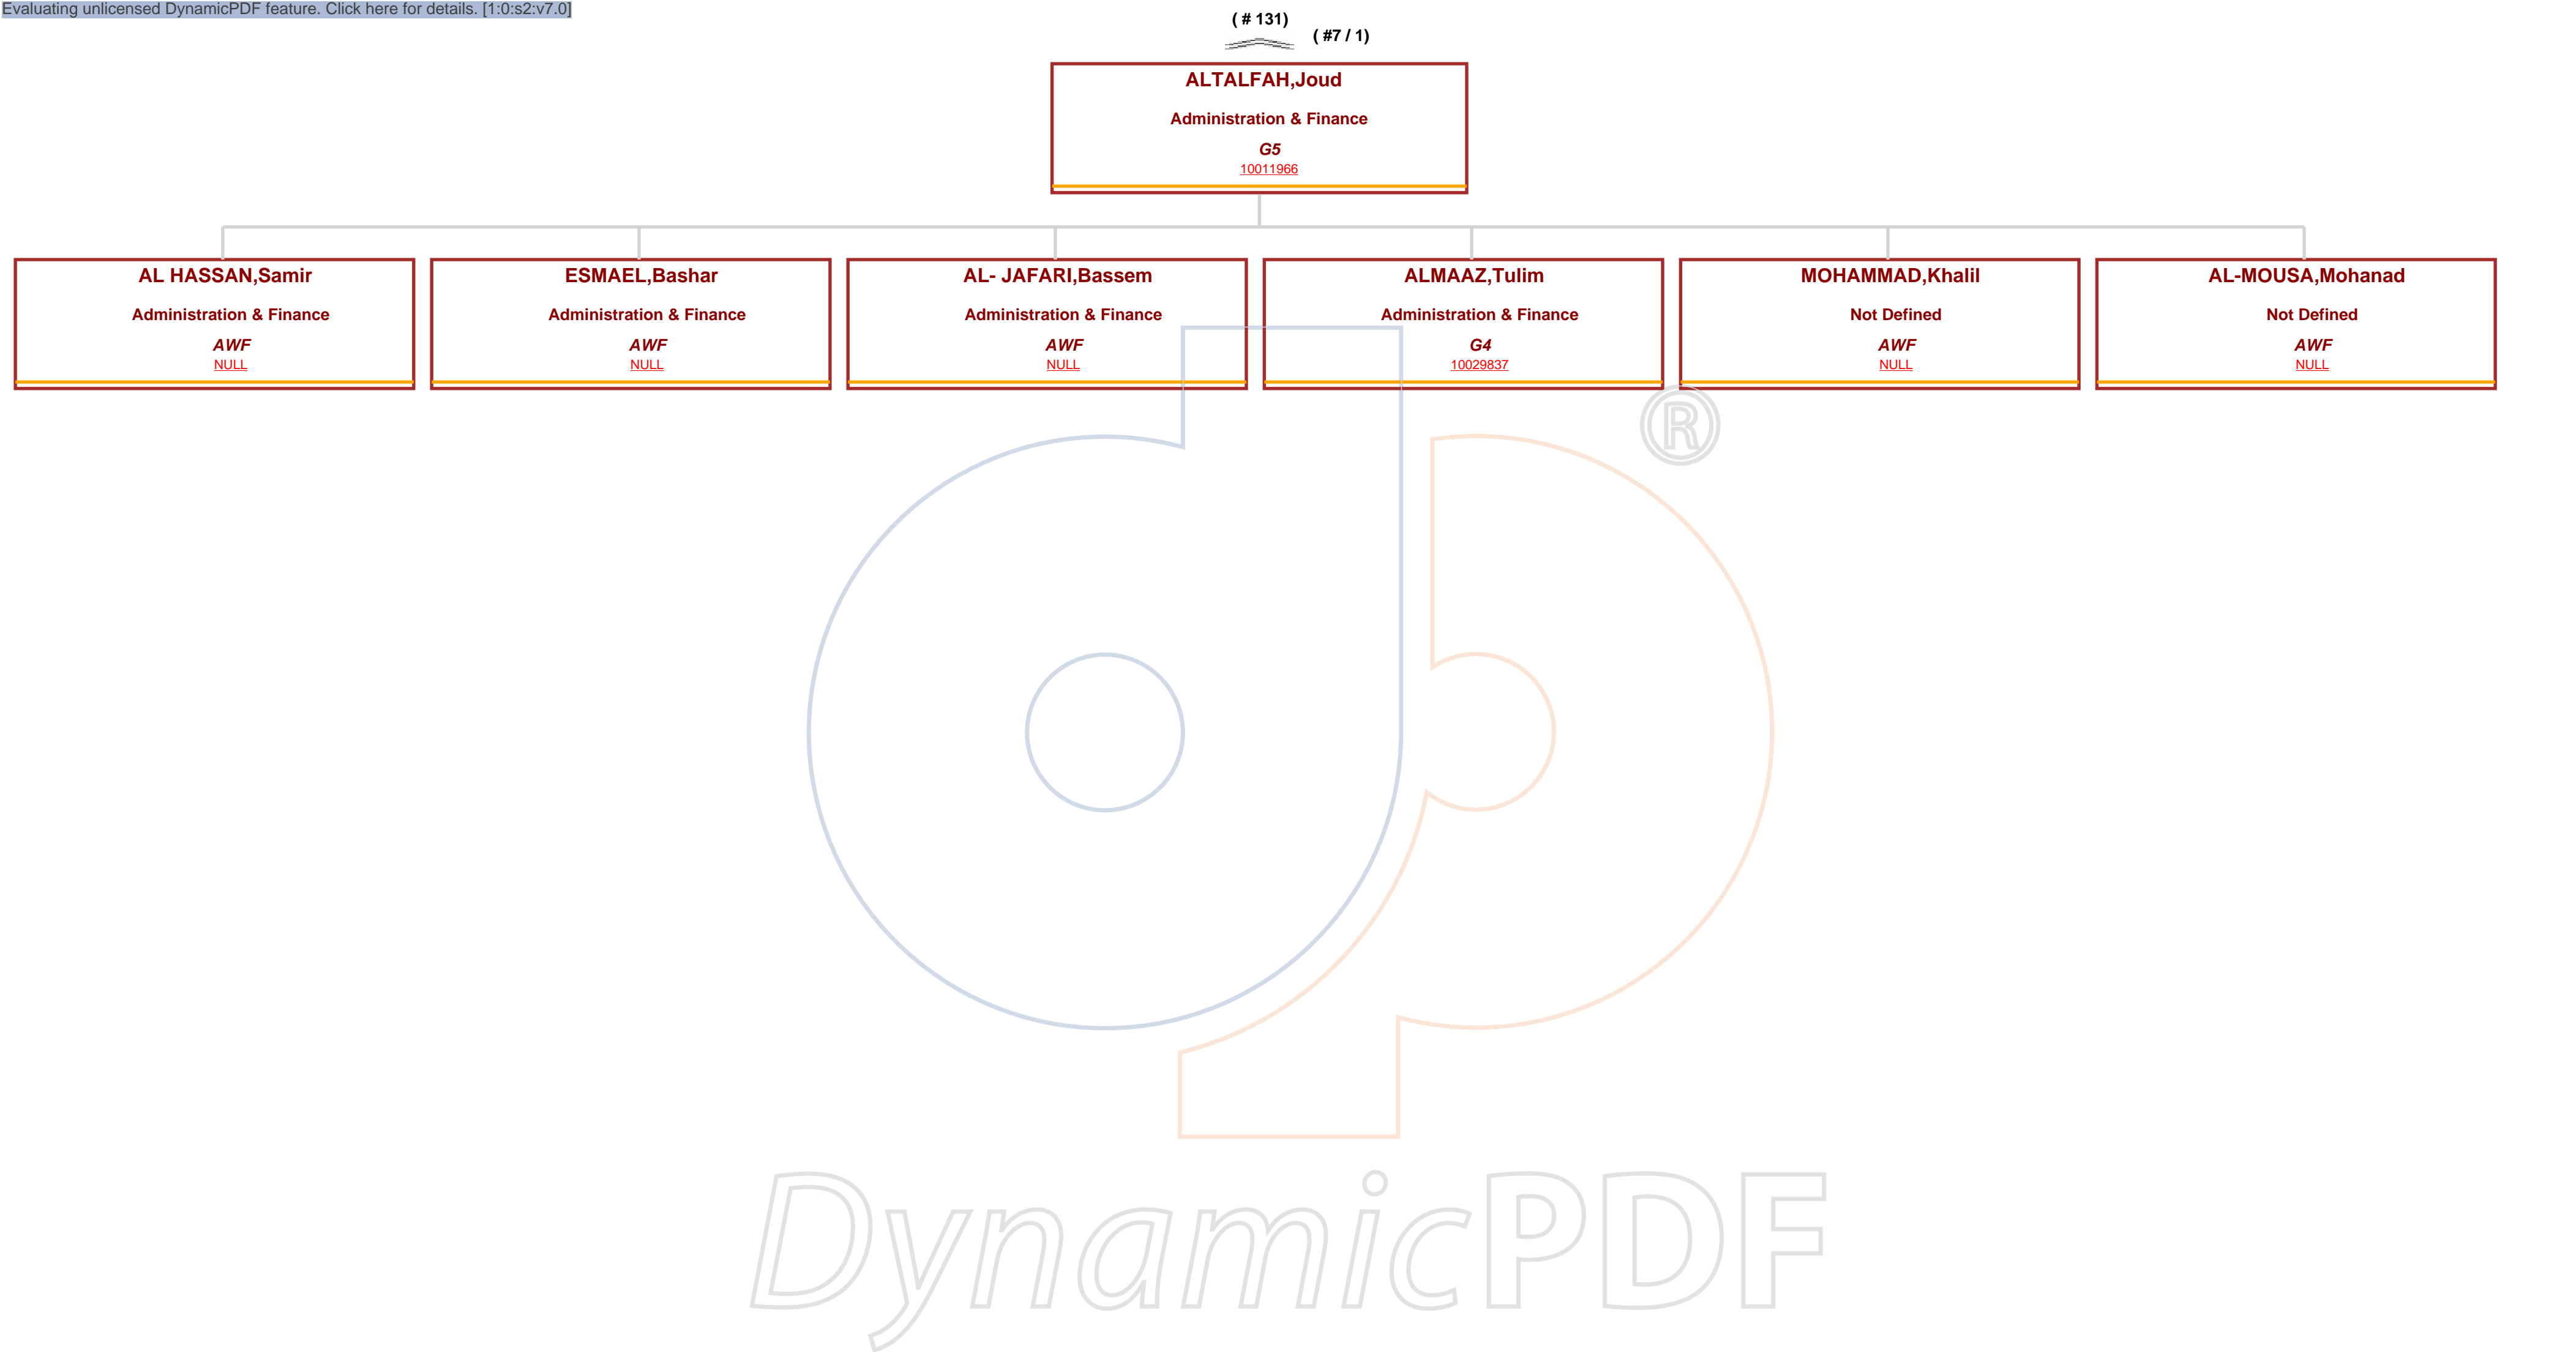 Evaluating unlicensed DynamicPDF feature. Click here for details. [1:0:s2:v7.0]
( # 131)
( #7 / 1)
ALTALFAH,Joud
Administration & Finance
G5
10011966
AL HASSAN,Samir
Administration & Finance
AWF
NULL
ESMAEL,Bashar
Administration & Finance
AWF
NULL
AL- JAFARI,Bassem
Administration & Finance
AWF
NULL
ALMAAZ,Tulim
Administration & Finance
G4
10029837
MOHAMMAD,Khalil
Not Defined
AWF
NULL
AL-MOUSA,Mohanad
Not Defined
AWF
NULL
®
DynamicPDF